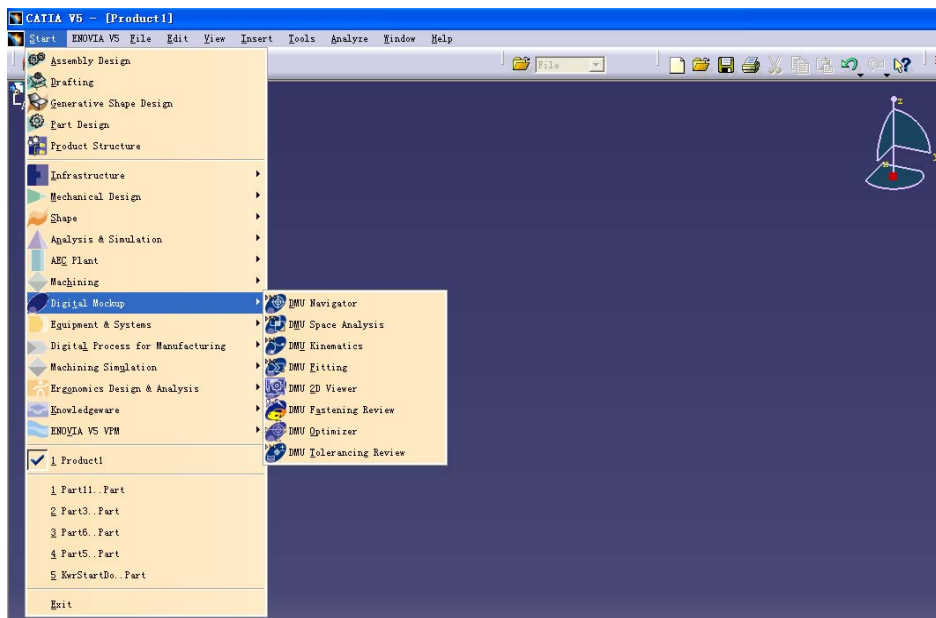 CATIA V5 - [Product1]
Start ENOVIA V5 File Edit View Insert Tools Analyze Window Help
File
Assembly Design
Drafting
Generative Shape Design
Part Design
Product Structure
Infrastructure
Mechanical Design
Shape
Analysis & Simulation
AEC Plant
Machining
Digital Mockup
Equipment & Systems
Digital Process for Manufacturing
Machining Simulation
Ergonomics Design & Analysis
Knowledgeware
ENOVIA V5 VPM
1 Product1
1 Part11..Part
2 Part3..Part
3 Part6..Part
4 Part5..Part
5 KwrStartDo..Part
Exit
DMU Navigator
DMU Space Analysis
DMU Kinematics
DMU Fitting
DMU 2D Viewer
DMU Fastening Review
DMU Optimizer
DMU Tolerancing Review
z